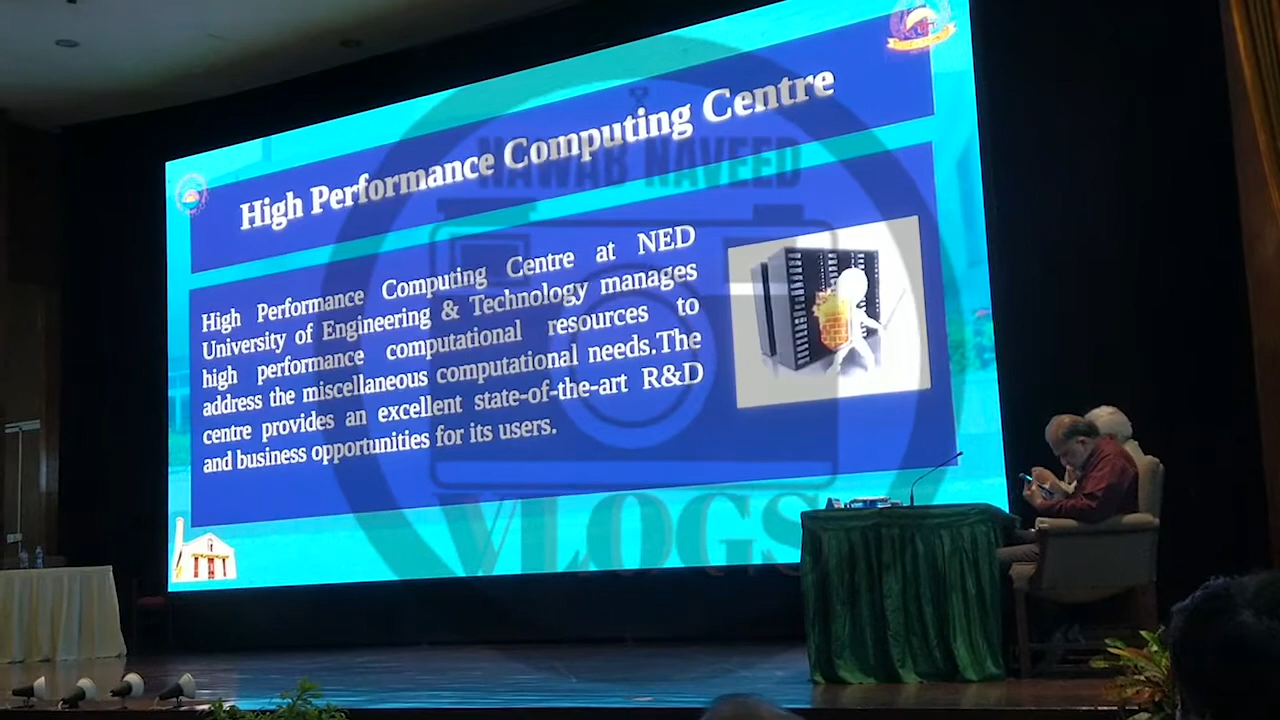 High Performance Computing Centre
NAWAB NAVEED
High Performance Computing Centre at NED
University of Engineering & Technology manages
high performance computational resources to
address the miscellaneous computational needs.The
centre provides an excellent state-of-the-art R&D
and business opportunities for its users.
VLOGS